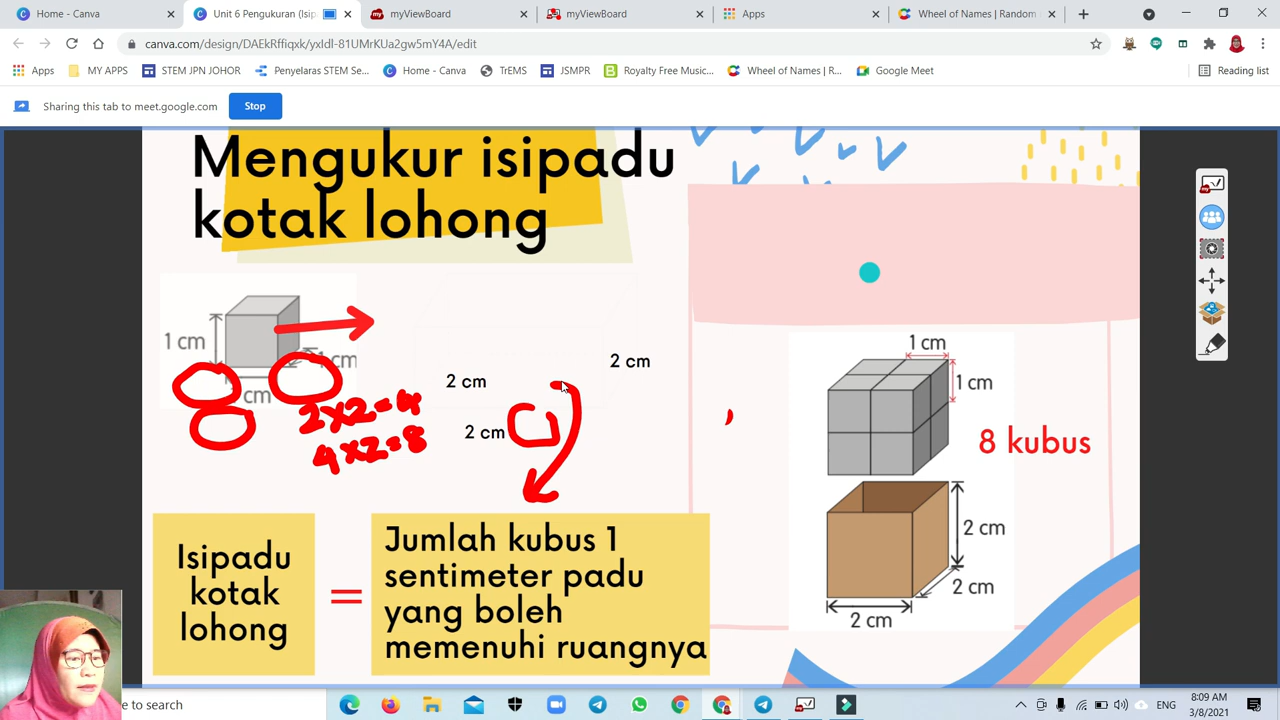 Home - Canva
Unit 6 Pengukuran (Isip
myViewBoard
myViewBoard
Apps
Wheel of Names | Random
canva.com/design/DAEkRffiqxk/yxIdI-81UMrKUa2gw5mY4A/edit
Apps
MY APPS
STEM JPN JOHOR
Penyelaras STEM Se...
Home - Canva
TrEMS
JSMPR
Royalty Free Music...
Wheel of Names | R...
Google Meet
Reading list
Sharing this tab to meet.google.com
Stop
Mengukur isipadu
kotak lohong
1 cm
1 cm
cm
2 cm
2 cm
2 cm
2x2=4
4x2=8
1 cm
1 cm
8 kubus
2 cm
2 cm
2 cm
Isipadu
kotak
lohong
=
Jumlah kubus 1
sentimeter padu
yang boleh
memenuhi ruangnya
e to search
ENG
8:09 AM
3/8/2021